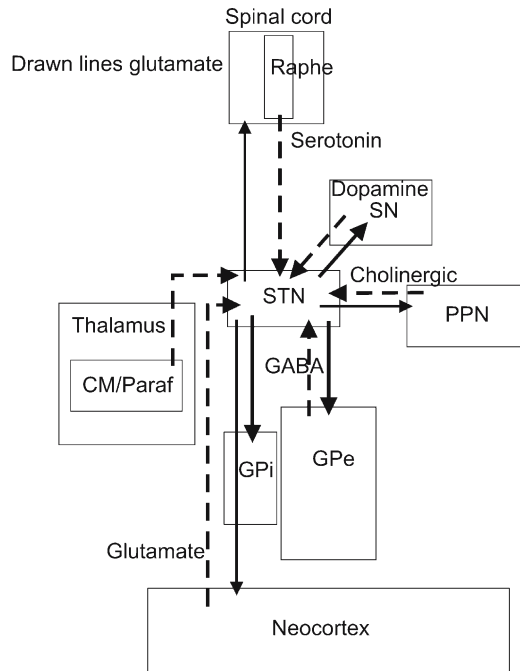 Spinal cord
Drawn lines glutamate
Raphe
Serotonin
Dopamine
SN
Cholinergic
STN
PPN
Thalamus
CM/Paraf
GABA
GPi
GPe
Glutamate
Neocortex